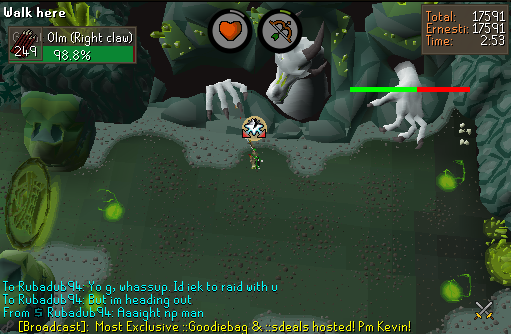 Walk here
249 Olm (Right claw)
98.8%
Total: 17591
Ernesti: 17591
Time: 2:53
To Rubadub94: Yo g, whassup. Id iek to raid with u
To Rubadub94: But im heading out
From S Rubadub94: Aaaight np man
[Broadcast]: Most Exclusive ::Goodiebag & ::sdeals hosted! Pm Kevin!